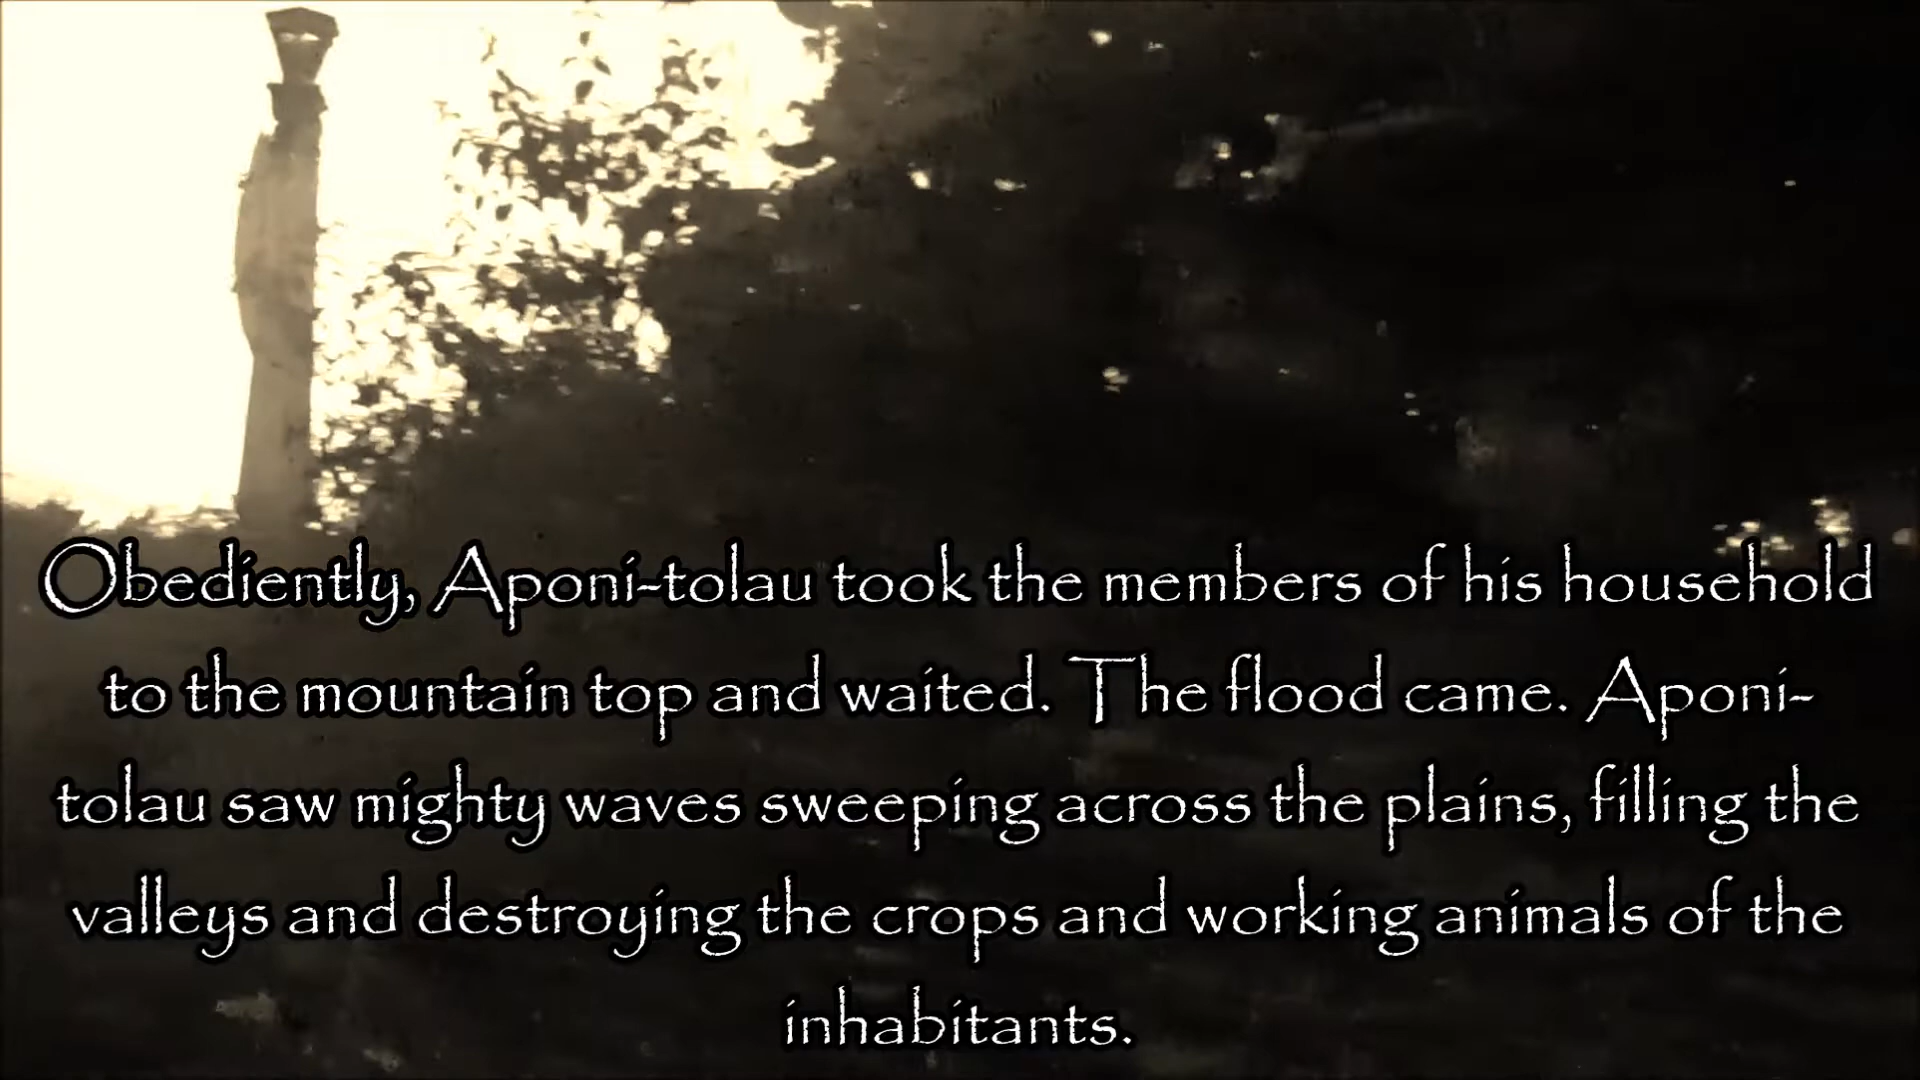 Obediently, Aponi-tolau took the members of his household
to the mountain top and waited. The flood came. Aponi-
tolau saw mighty waves sweeping across the plains, filling the
valleys and destroying the crops and working animals of the
inhabitants.